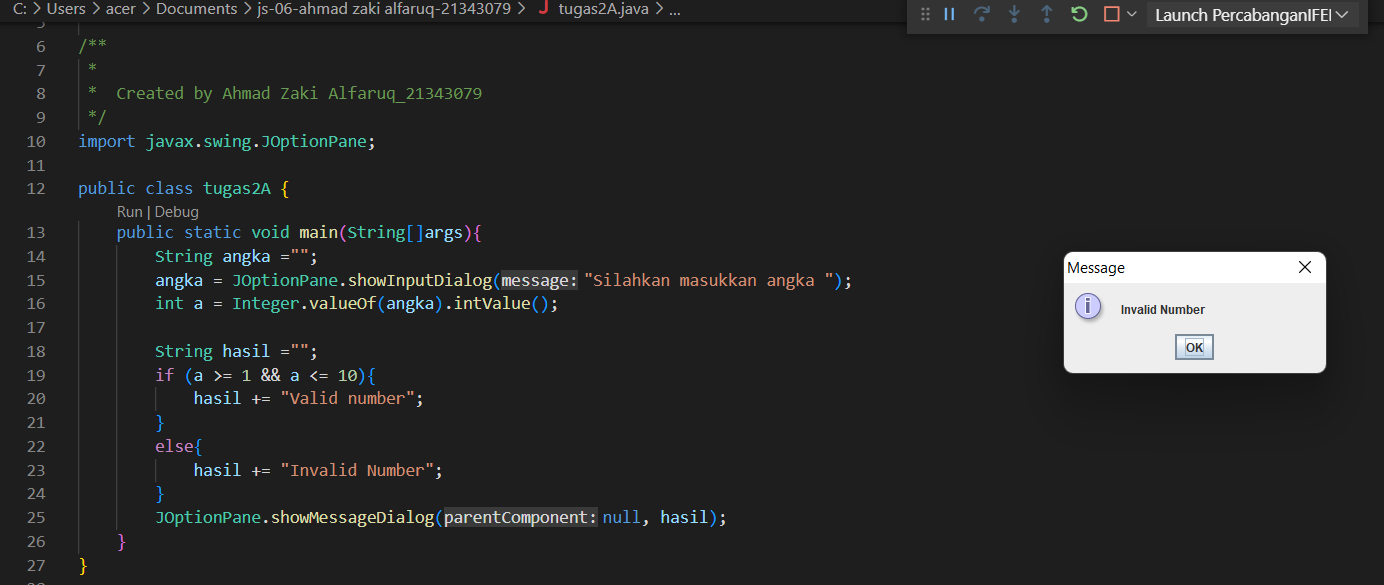 C: > Users > acer > Documents > js-06-ahmad zaki alfaruq-21343079 > J tugas2A.java > ...
Launch PercabanganIFEl
6 /**
7 *
8 * Created by Ahmad Zaki Alfaruq_21343079
9 */
10 import javax.swing.JOptionPane;
11
12 public class tugas2A {
Run | Debug
13 public static void main(String[]args){
14 String angka ="";
15 angka = JOptionPane.showInputDialog(message: "Silahkan masukkan angka ");
16 int a = Integer.valueOf(angka).intValue();
17
18 String hasil ="";
19 if (a >= 1 && a <= 10){
20 hasil += "Valid number";
21 }
22 else{
23 hasil += "Invalid Number";
24 }
25 JOptionPane.showMessageDialog(parentComponent: null, hasil);
26 }
27 }
Message
Invalid Number
OK